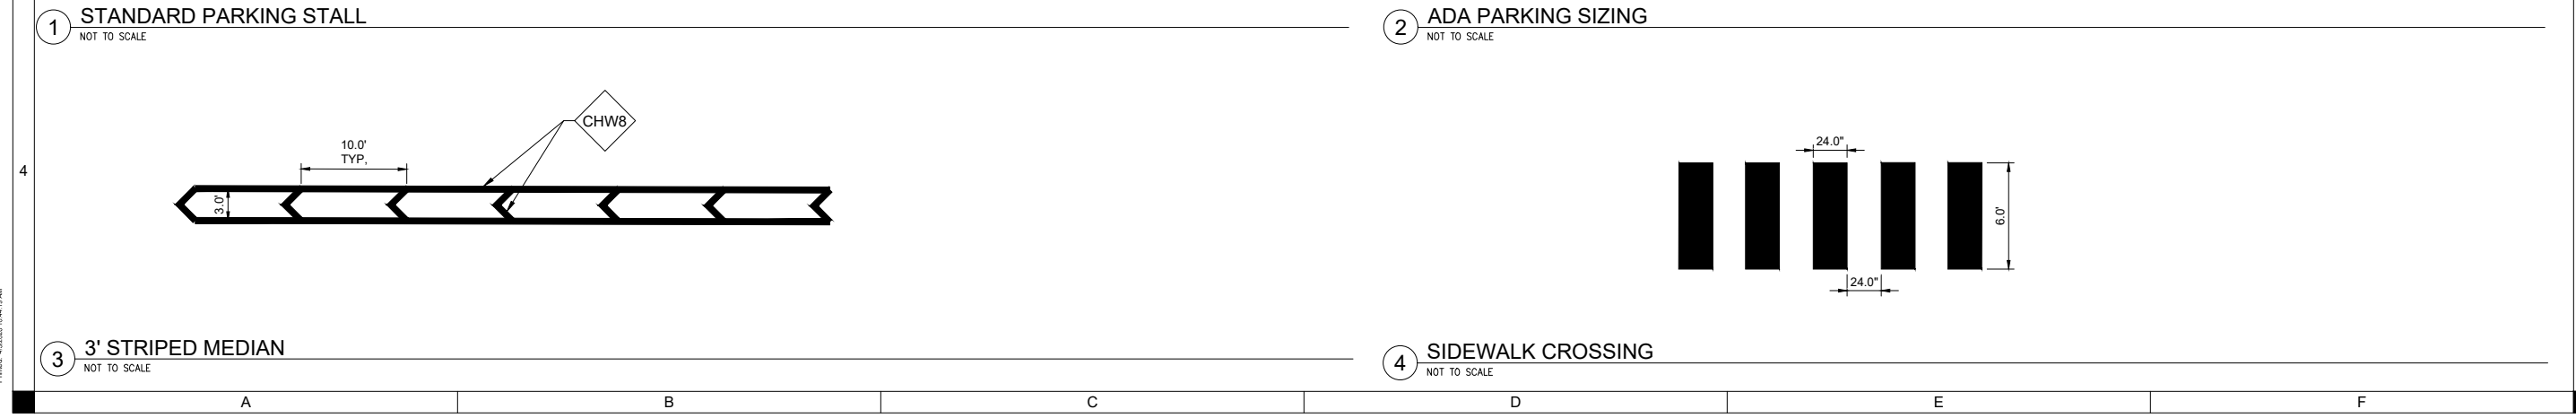 1
STANDARD PARKING STALL
NOT TO SCALE
2
ADA PARKING SIZING
NOT TO SCALE
4
10.0'
TYP,
3.0'
CHW8
24.0"
6.0'
24.0"
3
3' STRIPED MEDIAN
NOT TO SCALE
4
SIDEWALK CROSSING
NOT TO SCALE
A
B
C
D
E
F